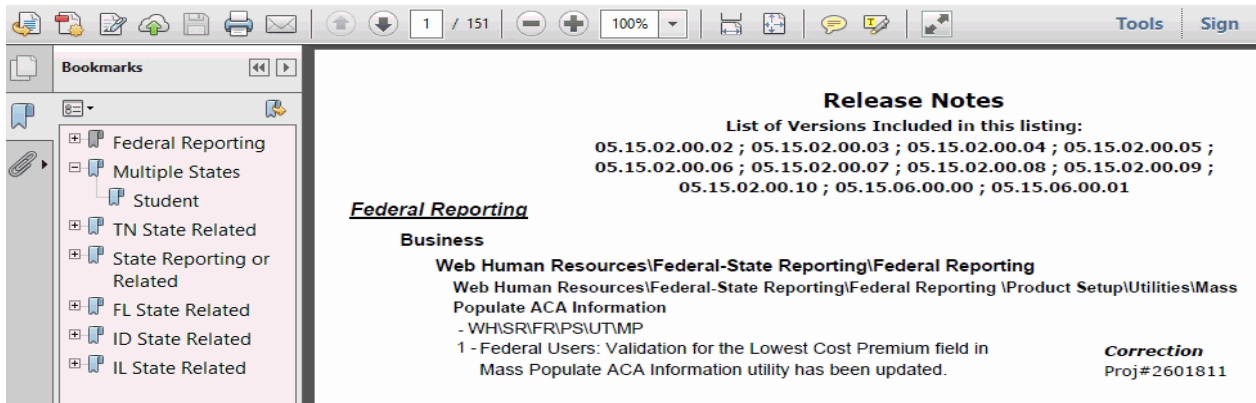 1 / 151 100% Tools Sign
Bookmarks
Federal Reporting
Multiple States
Student
TN State Related
State Reporting or
Related
FL State Related
ID State Related
IL State Related
Release Notes
List of Versions Included in this listing:
05.15.02.00.02 ; 05.15.02.00.03 ; 05.15.02.00.04 ; 05.15.02.00.05 ;
05.15.02.00.06 ; 05.15.02.00.07 ; 05.15.02.00.08 ; 05.15.02.00.09 ;
05.15.02.00.10 ; 05.15.06.00.00 ; 05.15.06.00.01
Federal Reporting
Business
Web Human Resources\Federal-State Reporting\Federal Reporting
Web Human Resources\Federal-State Reporting\Federal Reporting \Product Setup\Utilities\Mass
Populate ACA Information
- WH\SR\FR\PS\UT\MP
1 - Federal Users: Validation for the Lowest Cost Premium field in
Mass Populate ACA Information utility has been updated.
Correction
Proj#2601811